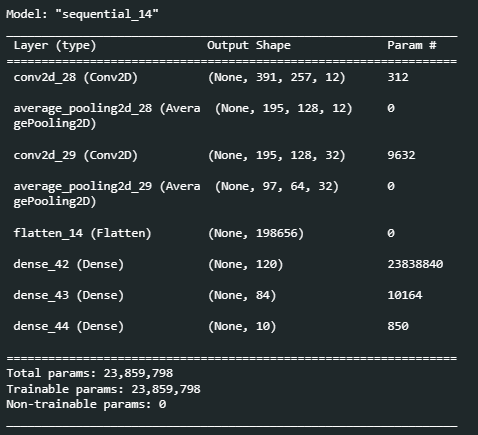 Model: "sequential_14"
_________________________________________________________________
Layer (type) Output Shape Param #
=================================================================
conv2d_28 (Conv2D) (None, 391, 257, 12) 312
average_pooling2d_28 (Avera (None, 195, 128, 12) 0
gePooling2D)
conv2d_29 (Conv2D) (None, 195, 128, 32) 9632
average_pooling2d_29 (Avera (None, 97, 64, 32) 0
gePooling2D)
flatten_14 (Flatten) (None, 198656) 0
dense_42 (Dense) (None, 120) 23838840
dense_43 (Dense) (None, 84) 10164
dense_44 (Dense) (None, 10) 850
=================================================================
Total params: 23,859,798
Trainable params: 23,859,798
Non-trainable params: 0
_________________________________________________________________